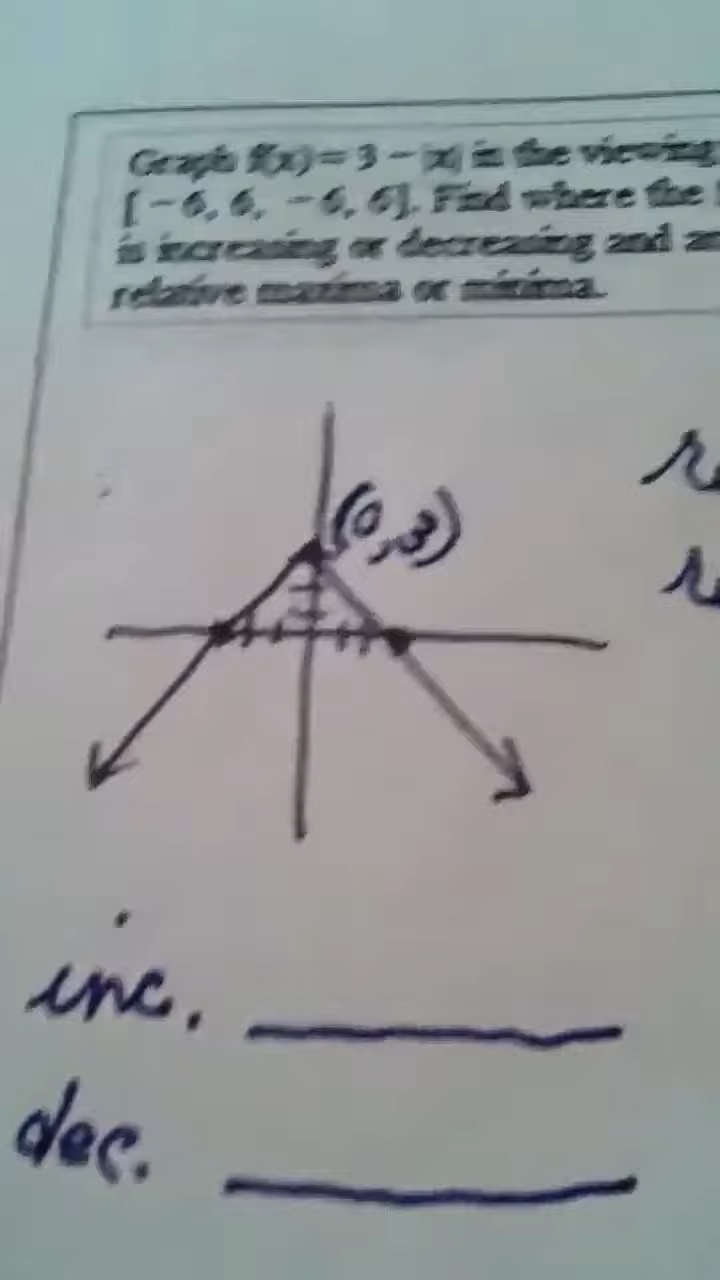 Graph f(x) = 3 - |x| in the viewing
[-6, 6, -6, 6]. Find where the
is increasing or decreasing and
relative maxima or minima.
(0,3)
inc.
dec.